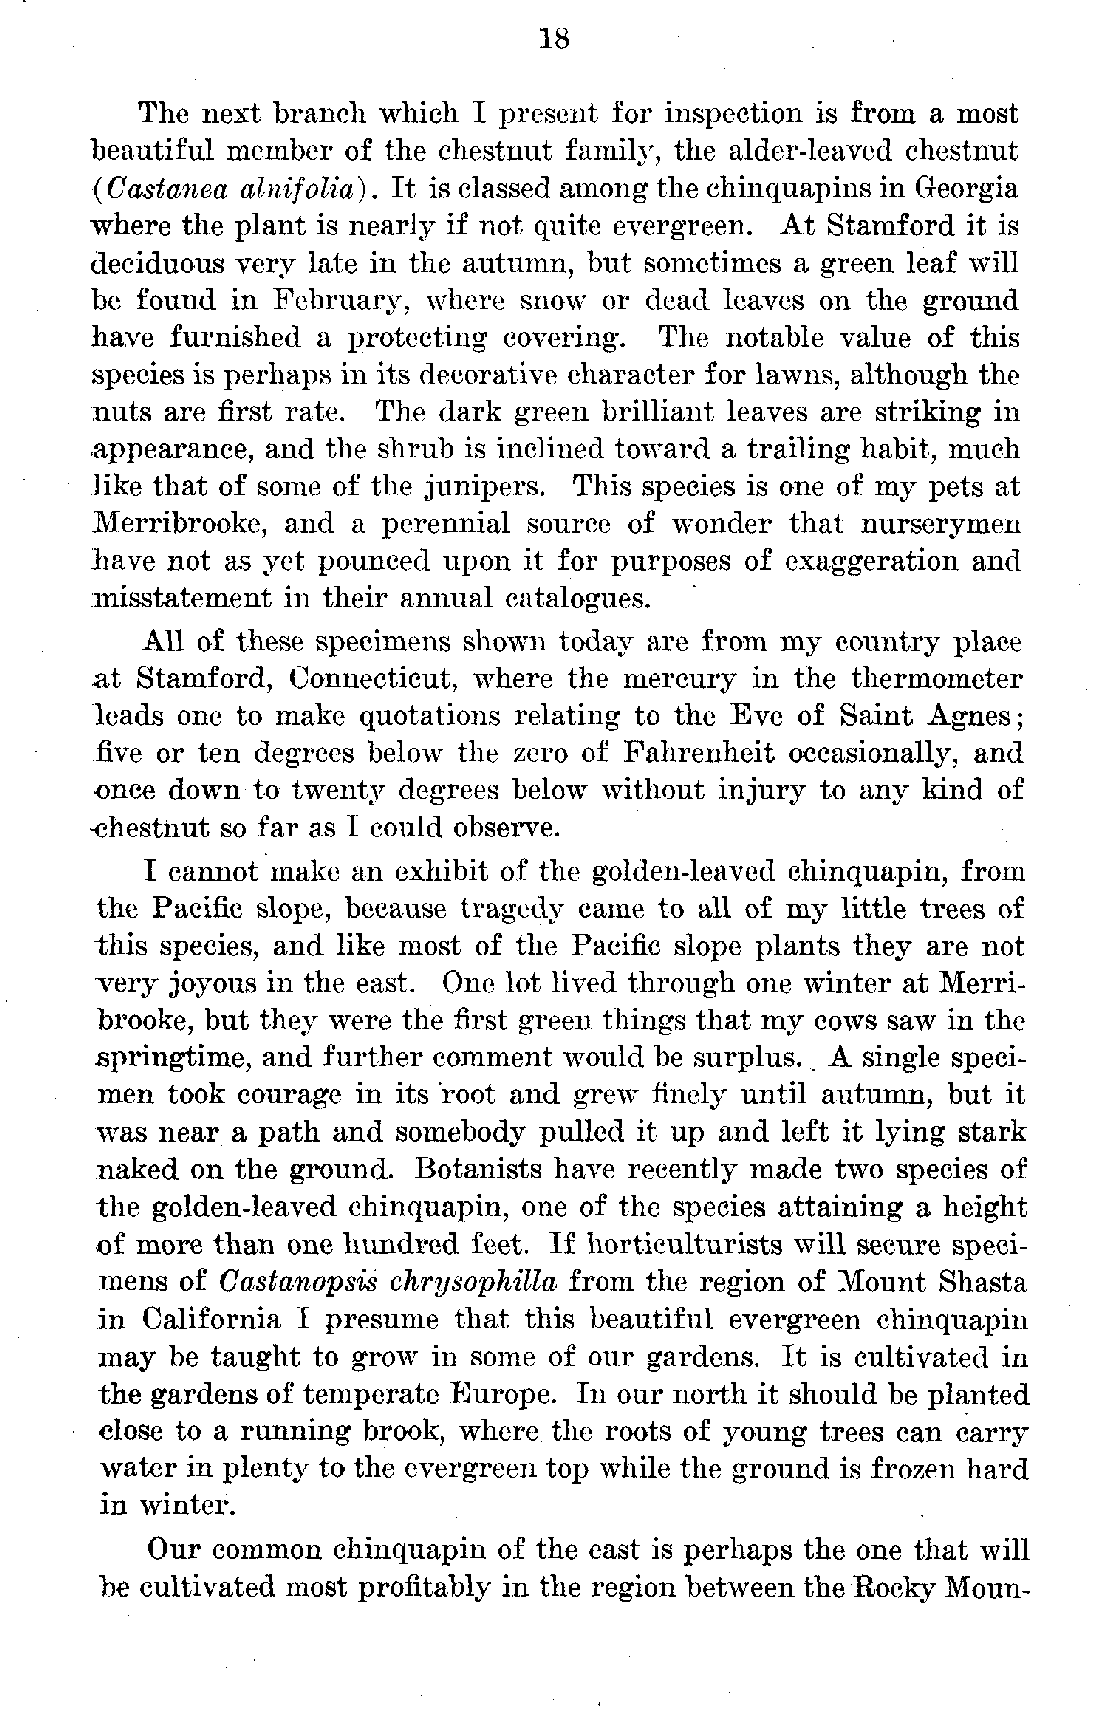 18
The next branch which I present for inspection is from a most
beautiful member of the chestnut family, the alder-leaved chestnut
(Castanea alnifolia). It is classed among the chinquapins in Georgia
where the plant is nearly if not quite evergreen. At Stamford it is
deciduous very late in the autumn, but sometimes a green leaf will
be found in February, where snow or dead leaves on the ground
have furnished a protecting covering. The notable value of this
species is perhaps in its decorative character for lawns, although the
nuts are first rate. The dark green brilliant leaves are striking in
appearance, and the shrub is inclined toward a trailing habit, much
like that of some of the junipers. This species is one of my pets at
Merribrooke, and a perennial source of wonder that nurserymen
have not as yet pounced upon it for purposes of exaggeration and
misstatement in their annual catalogues.
All of these specimens shown today are from my country place
at Stamford, Connecticut, where the mercury in the thermometer
leads one to make quotations relating to the Eve of Saint Agnes;
five or ten degrees below the zero of Fahrenheit occasionally, and
once down to twenty degrees below without injury to any kind of
chestnut so far as I could observe.
I cannot make an exhibit of the golden-leaved chinquapin, from
the Pacific slope, because tragedy came to all of my little trees of
this species, and like most of the Pacific slope plants they are not
very joyous in the east. One lot lived through one winter at Merri-
brooke, but they were the first green things that my cows saw in the
springtime, and further comment would be surplus. A single speci-
men took courage in its root and grew finely until autumn, but it
was near a path and somebody pulled it up and left it lying stark
naked on the ground. Botanists have recently made two species of
the golden-leaved chinquapin, one of the species attaining a height
of more than one hundred feet. If horticulturists will secure speci-
mens of Castanopsis chrysophilla from the region of Mount Shasta
in California I presume that this beautiful evergreen chinquapin
may be taught to grow in some of our gardens. It is cultivated in
the gardens of temperate Europe. In our north it should be planted
close to a running brook, where the roots of young trees can carry
water in plenty to the evergreen top while the ground is frozen hard
in winter.
Our common chinquapin of the east is perhaps the one that will
be cultivated most profitably in the region between the Rocky Moun-